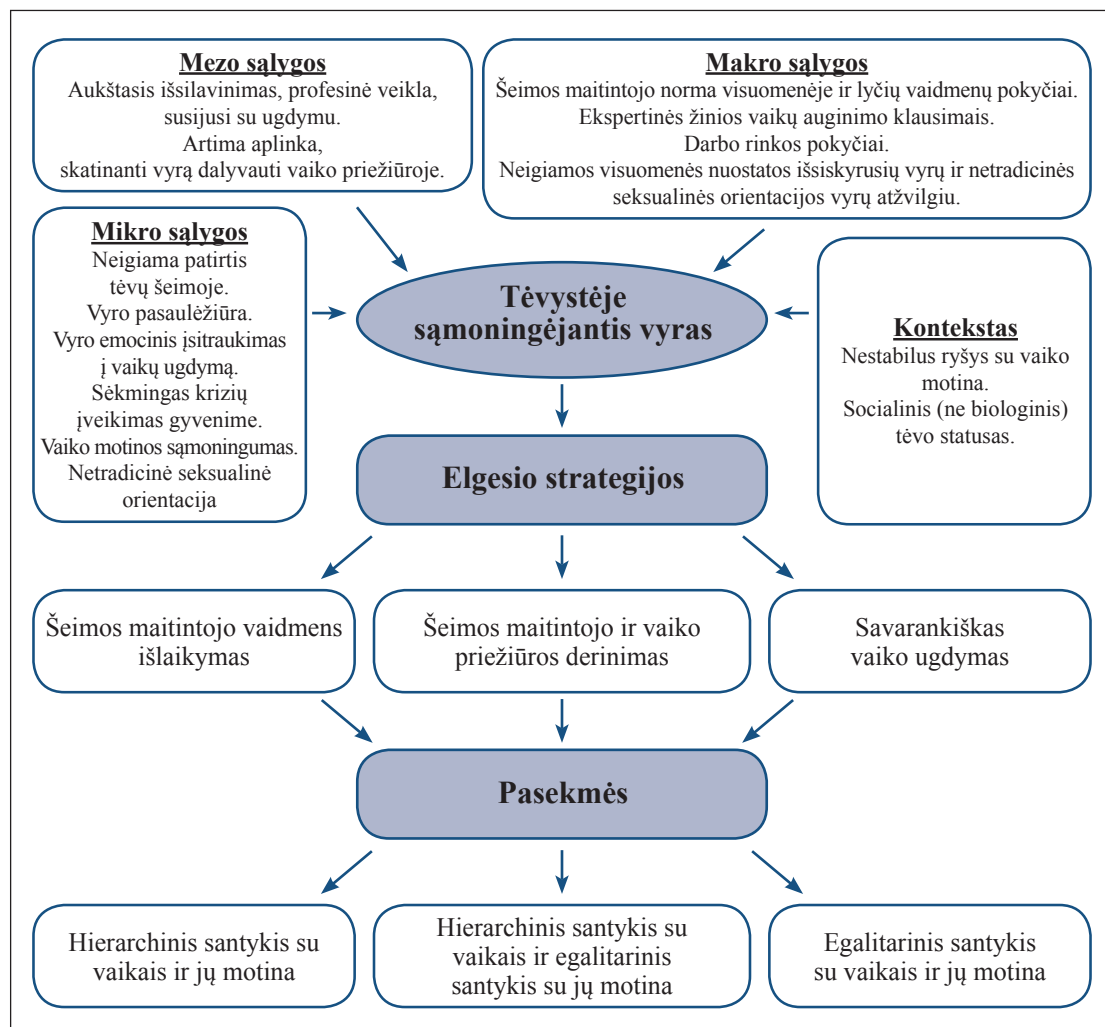 Mezo sąlygos
Aukštasis išsilavinimas, profesinė veikla,
susijusi su ugdymu.
Artima aplinka,
skatinanti vyrą dalyvauti vaiko priežiūroje.
Makro sąlygos
Šeimos maitintojo norma visuomenėje ir lyčių vaidmenų pokyčiai.
Ekspertinės žinios vaikų auginimo klausimais.
Darbo rinkos pokyčiai.
Neigiamos visuomenės nuostatos išsiskyrusių vyrų ir netradicinės
seksualinės orientacijos vyrų atžvilgiu.
Mikro sąlygos
Neigiama patirtis
tėvų šeimoje.
Vyro pasaulėžiūra.
Vyro emocinis įsitraukimas
į vaikų ugdymą.
Sėkmingas krizių
įveikimas gyvenime.
Vaiko motinos sąmoningumas.
Netradicinė seksualinė
orientacija
Tėvystėje
sąmoningėjantis vyras
Kontekstas
Nestabilus ryšys su vaiko
motina.
Socialinis (ne biologinis)
tėvo statusas.
Elgesio strategijos
Šeimos maitintojo vaidmens
išlaikymas
Šeimos maitintojo ir vaiko
priežiūros derinimas
Savarankiškas
vaiko ugdymas
Pasekmės
Hierarchinis santykis su
vaikais ir jų motina
Hierarchinis santykis su
vaikais ir egalitarinis
santykis su jų motina
Egalitarinis santykis
su vaikais ir jų motina